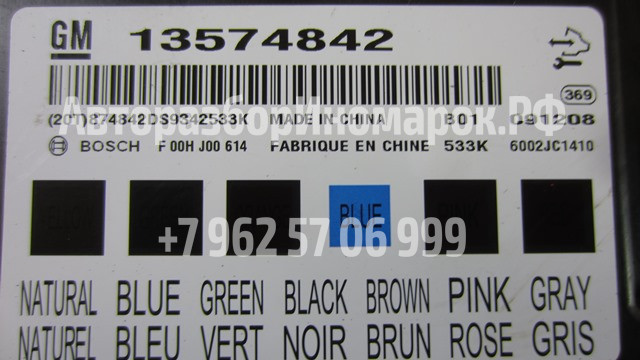 GM 13574842
369
(20T)874842DS9342533K MADE IN CHINA B01 091208
АвторазборИномарок.РФ
BOSCH F 00H J00 614 FABRIQUE EN CHINE 533K 6002JC1410
BLUE
+7 962 57 06 999
NATURAL BLUE GREEN BLACK BROWN PINK GRAY
NATUREL BLEU VERT NOIR BRUN ROSE GRIS